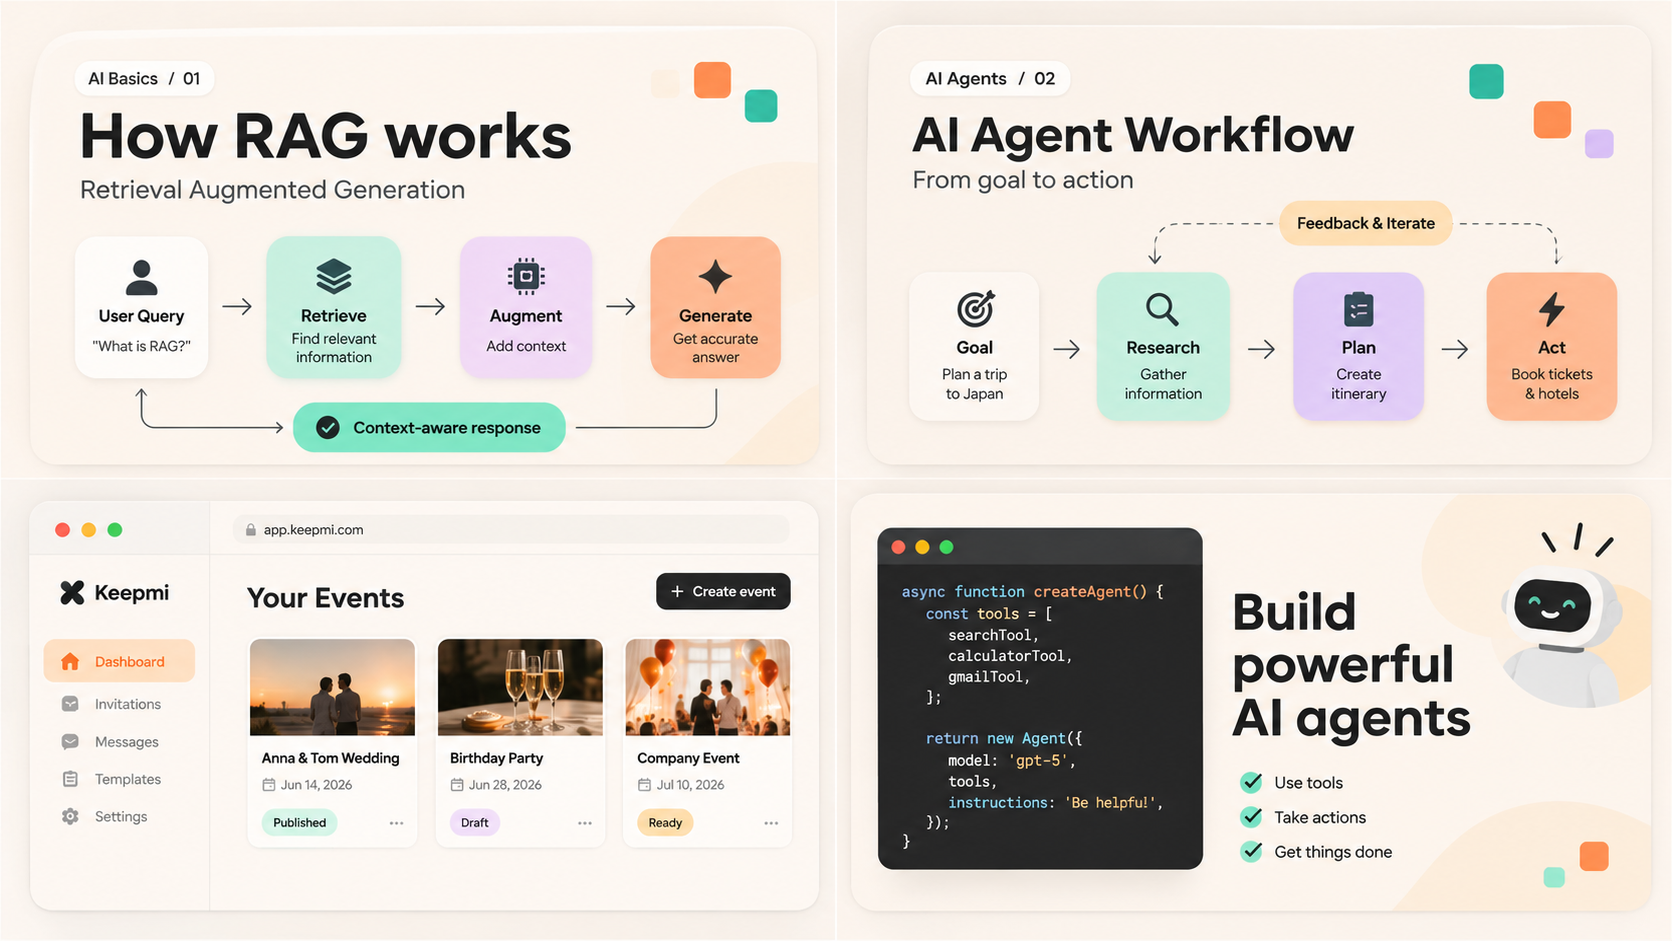 AI Basics / 01
How RAG works
Retrieval Augmented Generation
User Query
"What is RAG?"
Retrieve
Find relevant
information
Augment
Add context
Generate
Get accurate
answer
Context-aware response
AI Agents / 02
AI Agent Workflow
From goal to action
Feedback & Iterate
Goal
Plan a trip
to Japan
Research
Gather
information
Plan
Create
itinerary
Act
Book tickets
& hotels
app.keepmi.com
Keepmi
Dashboard
Invitations
Messages
Templates
Settings
Your Events
+ Create event
Anna & Tom Wedding
Jun 14, 2026
Published
Birthday Party
Jun 28, 2026
Draft
Company Event
Jul 10, 2026
Ready
async function createAgent() {
const tools = [
searchTool,
calculatorTool,
gmailTool,
];
return new Agent({
model: 'gpt-5',
tools,
instructions: 'Be helpfu!',
});
}
Build
powerful
AI agents
Use tools
Take actions
Get things done